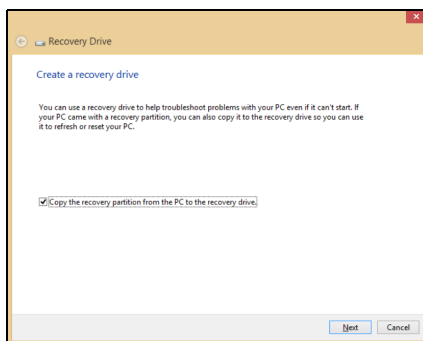 Recovery Drive
Create a recovery drive
You can use a recovery drive to help troubleshoot problems with your PC even if it can't start. If
your PC came with a recovery partition, you can also copy it to the recovery drive so you can use
it to refresh or reset your PC.
Copy the recovery partition from the PC to the recovery drive.
Next Cancel